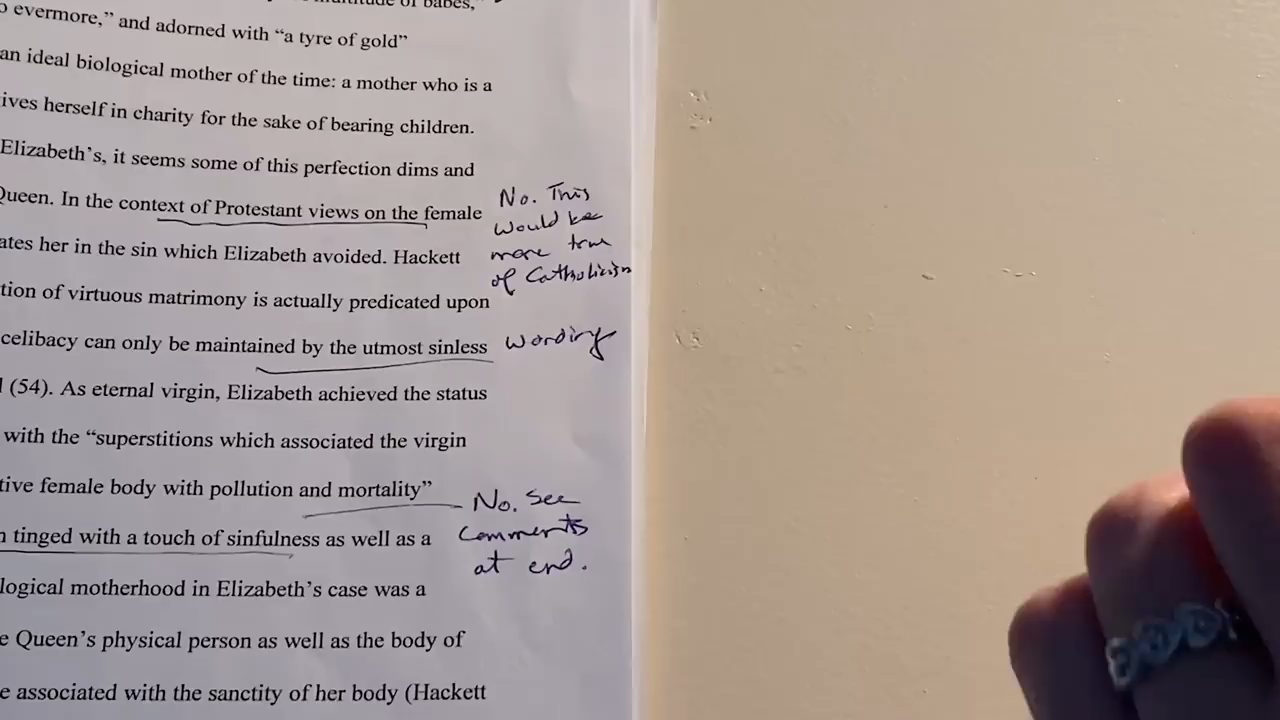 of babes,”
o evermore,” and adorned with “a tyre of gold”
an ideal biological mother of the time: a mother who is a
ives herself in charity for the sake of bearing children.
Elizabeth’s, it seems some of this perfection dims and
Queen. In the context of Protestant views on the female
No. This
would be
more true
of Catholicism
ates her in the sin which Elizabeth avoided. Hackett
tion of virtuous matrimony is actually predicated upon
celibacy can only be maintained by the utmost sinless
wording
(54). As eternal virgin, Elizabeth achieved the status
with the “superstitions which associated the virgin
tive female body with pollution and mortality”
No. See
comments
at end.
n tinged with a touch of sinfulness as well as a
logical motherhood in Elizabeth’s case was a
e Queen’s physical person as well as the body of
e associated with the sanctity of her body (Hackett